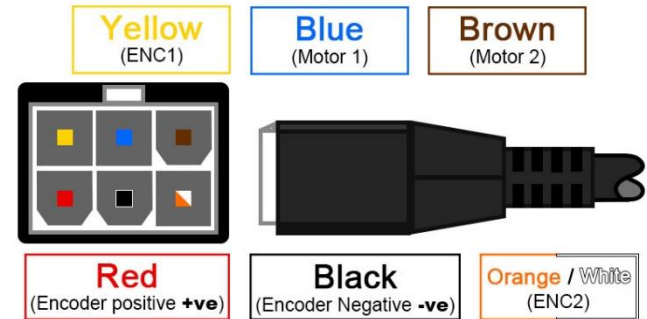 Yellow
(ENC1)
Blue
(Motor 1)
Brown
(Motor 2)
Red
(Encoder positive +ve)
Black
(Encoder Negative -ve)
Orange / White
(ENC2)